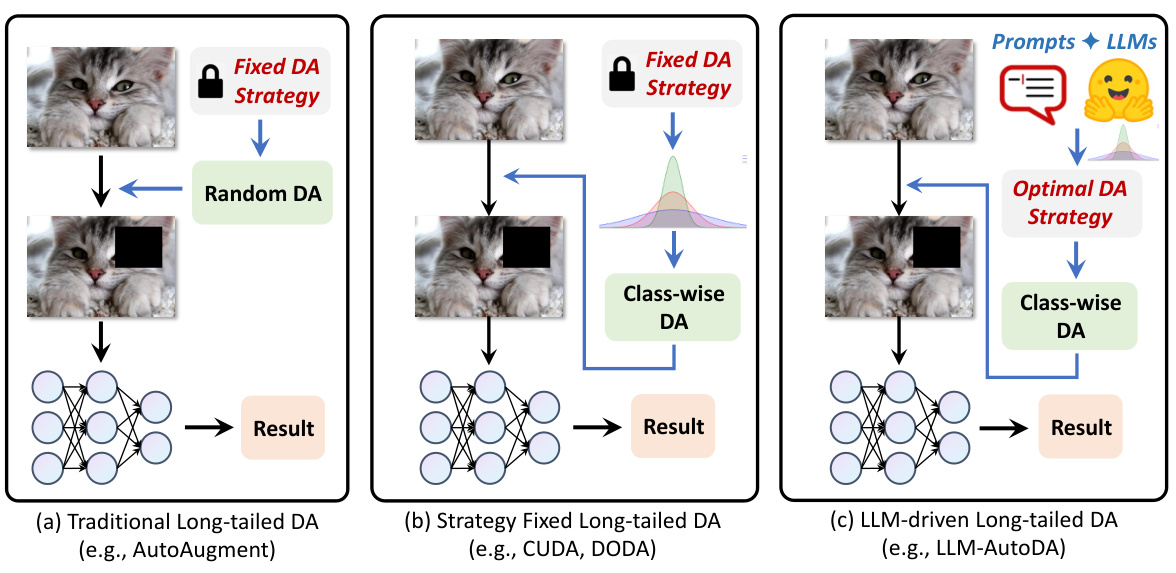 Fixed DA
Strategy
Random DA
Result
(a) Traditional Long-tailed DA
(e.g., AutoAugment)
Fixed DA
Strategy
Class-wise
DA
Result
(b) Strategy Fixed Long-tailed DA
(e.g., CUDA, DODA)
Prompts ✦ LLMs
Optimal DA
Strategy
Class-wise
DA
Result
(c) LLM-driven Long-tailed DA
(e.g., LLM-AutoDA)